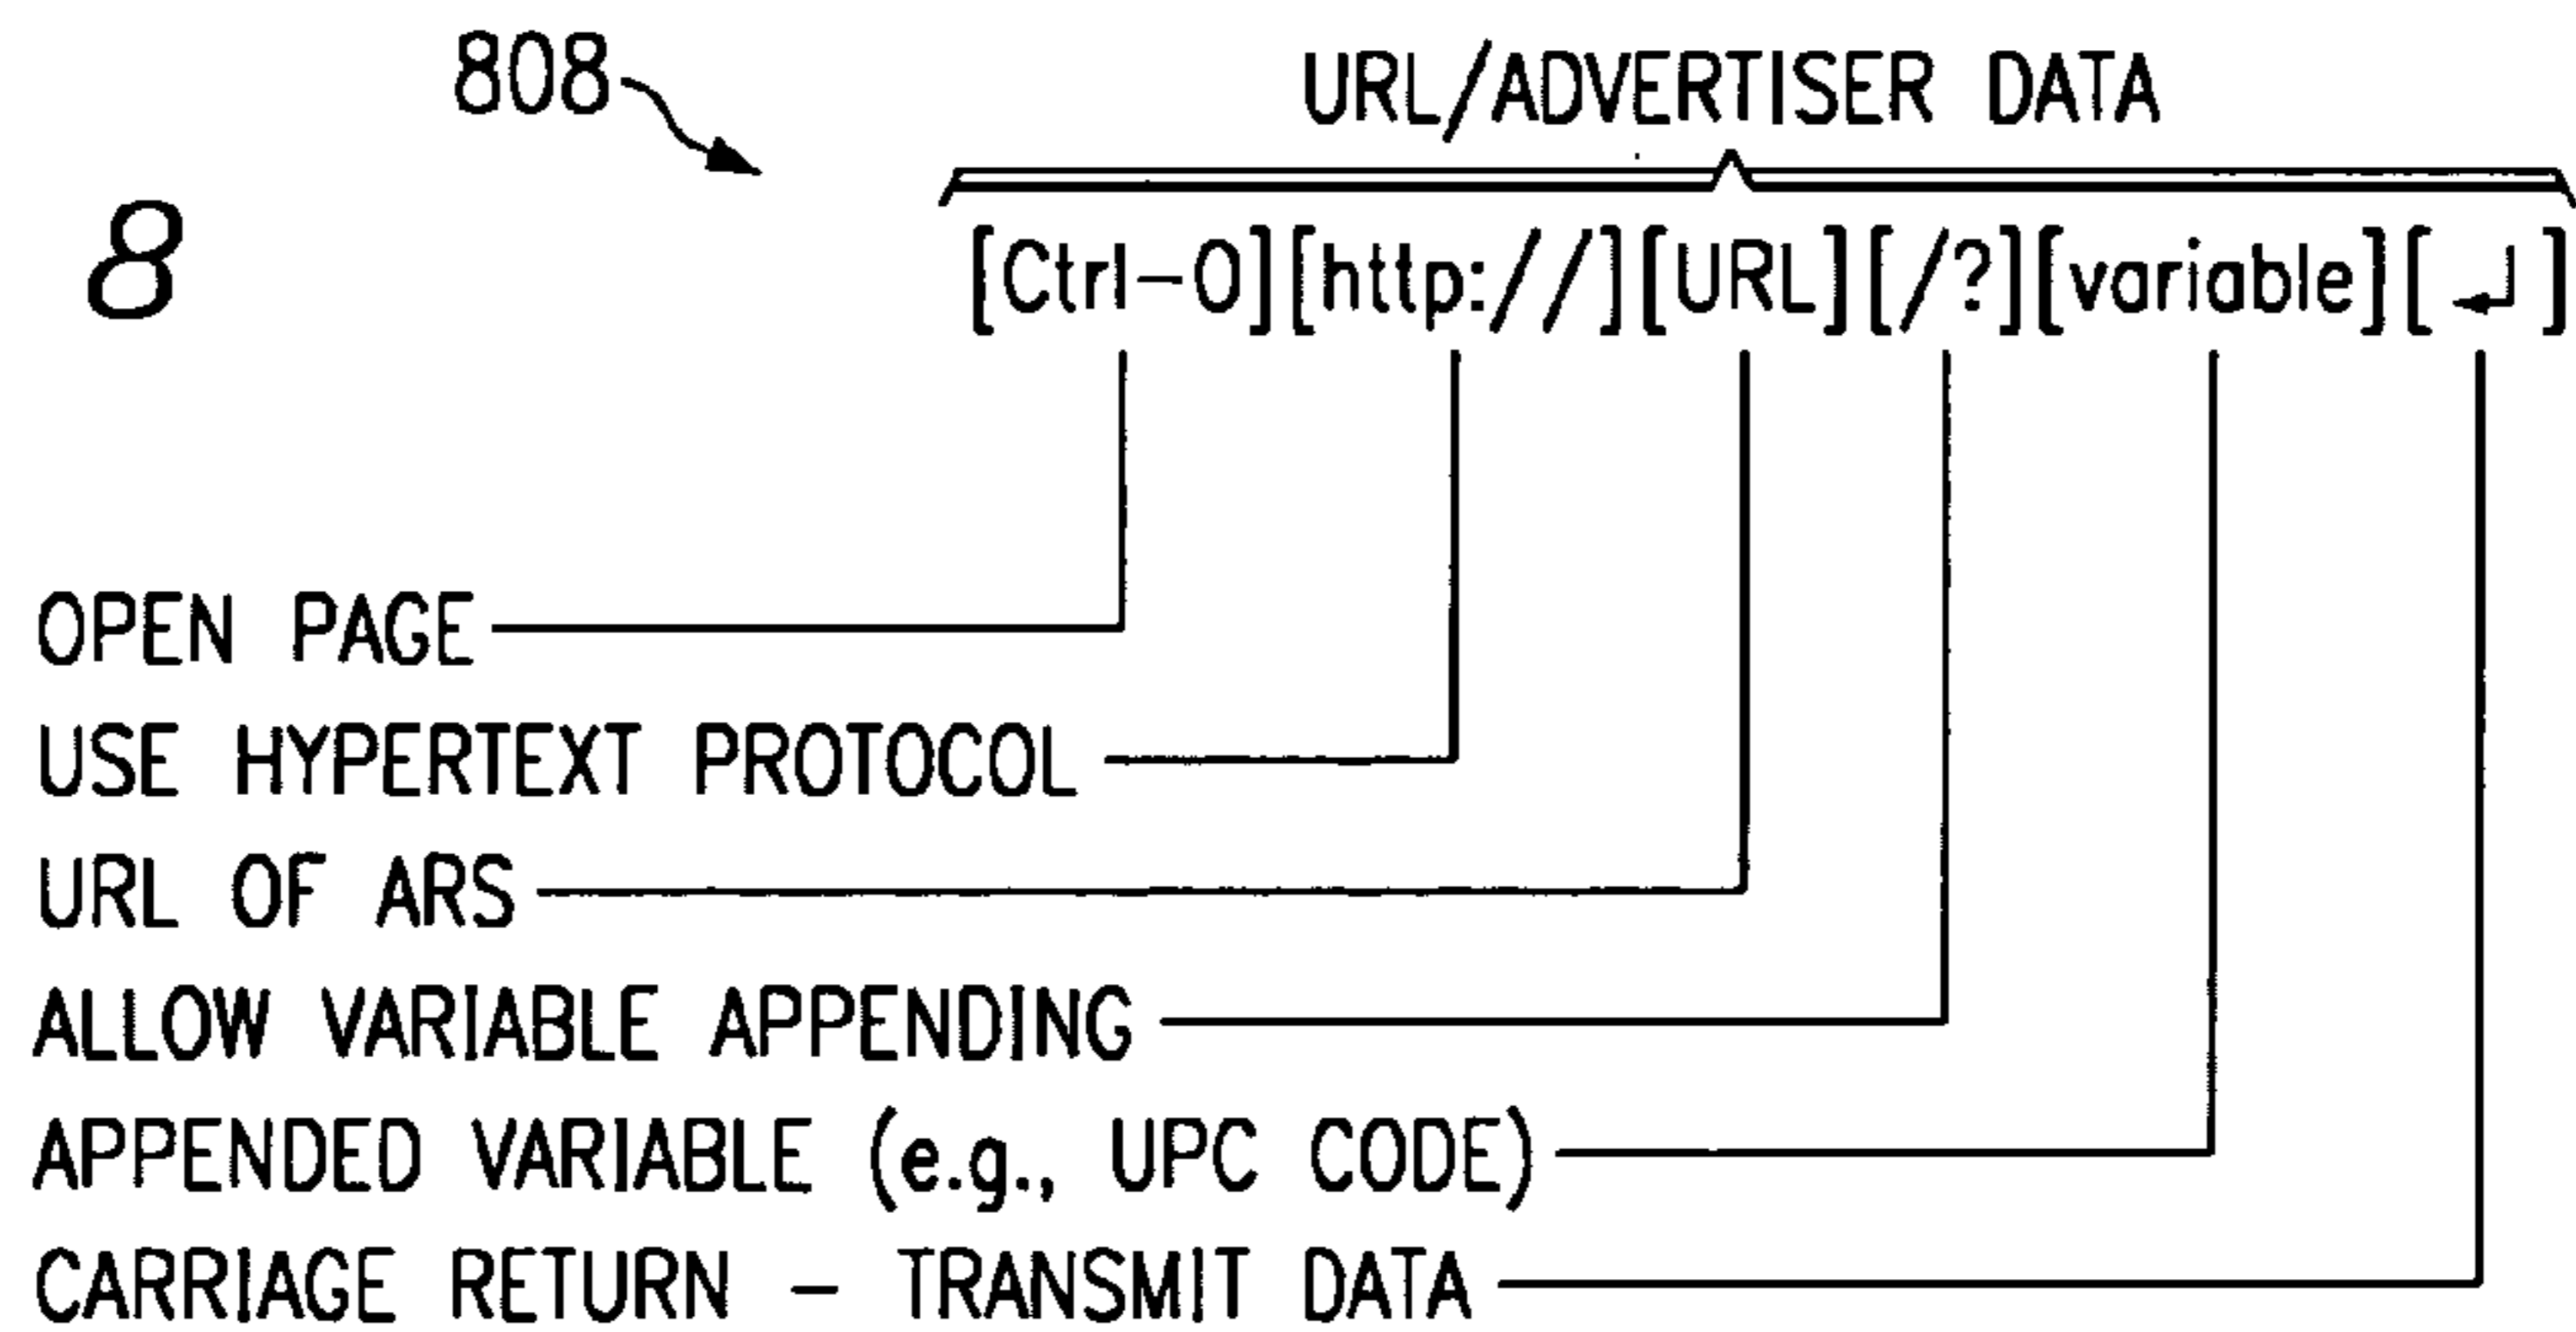 808
URL/ADVERTISER DATA
8
[Ctrl-O][http://][URL][/?][variable][↵]
OPEN PAGE
USE HYPERTEXT PROTOCOL
URL OF ARS
ALLOW VARIABLE APPENDING
APPENDED VARIABLE (e.g., UPC CODE)
CARRIAGE RETURN - TRANSMIT DATA